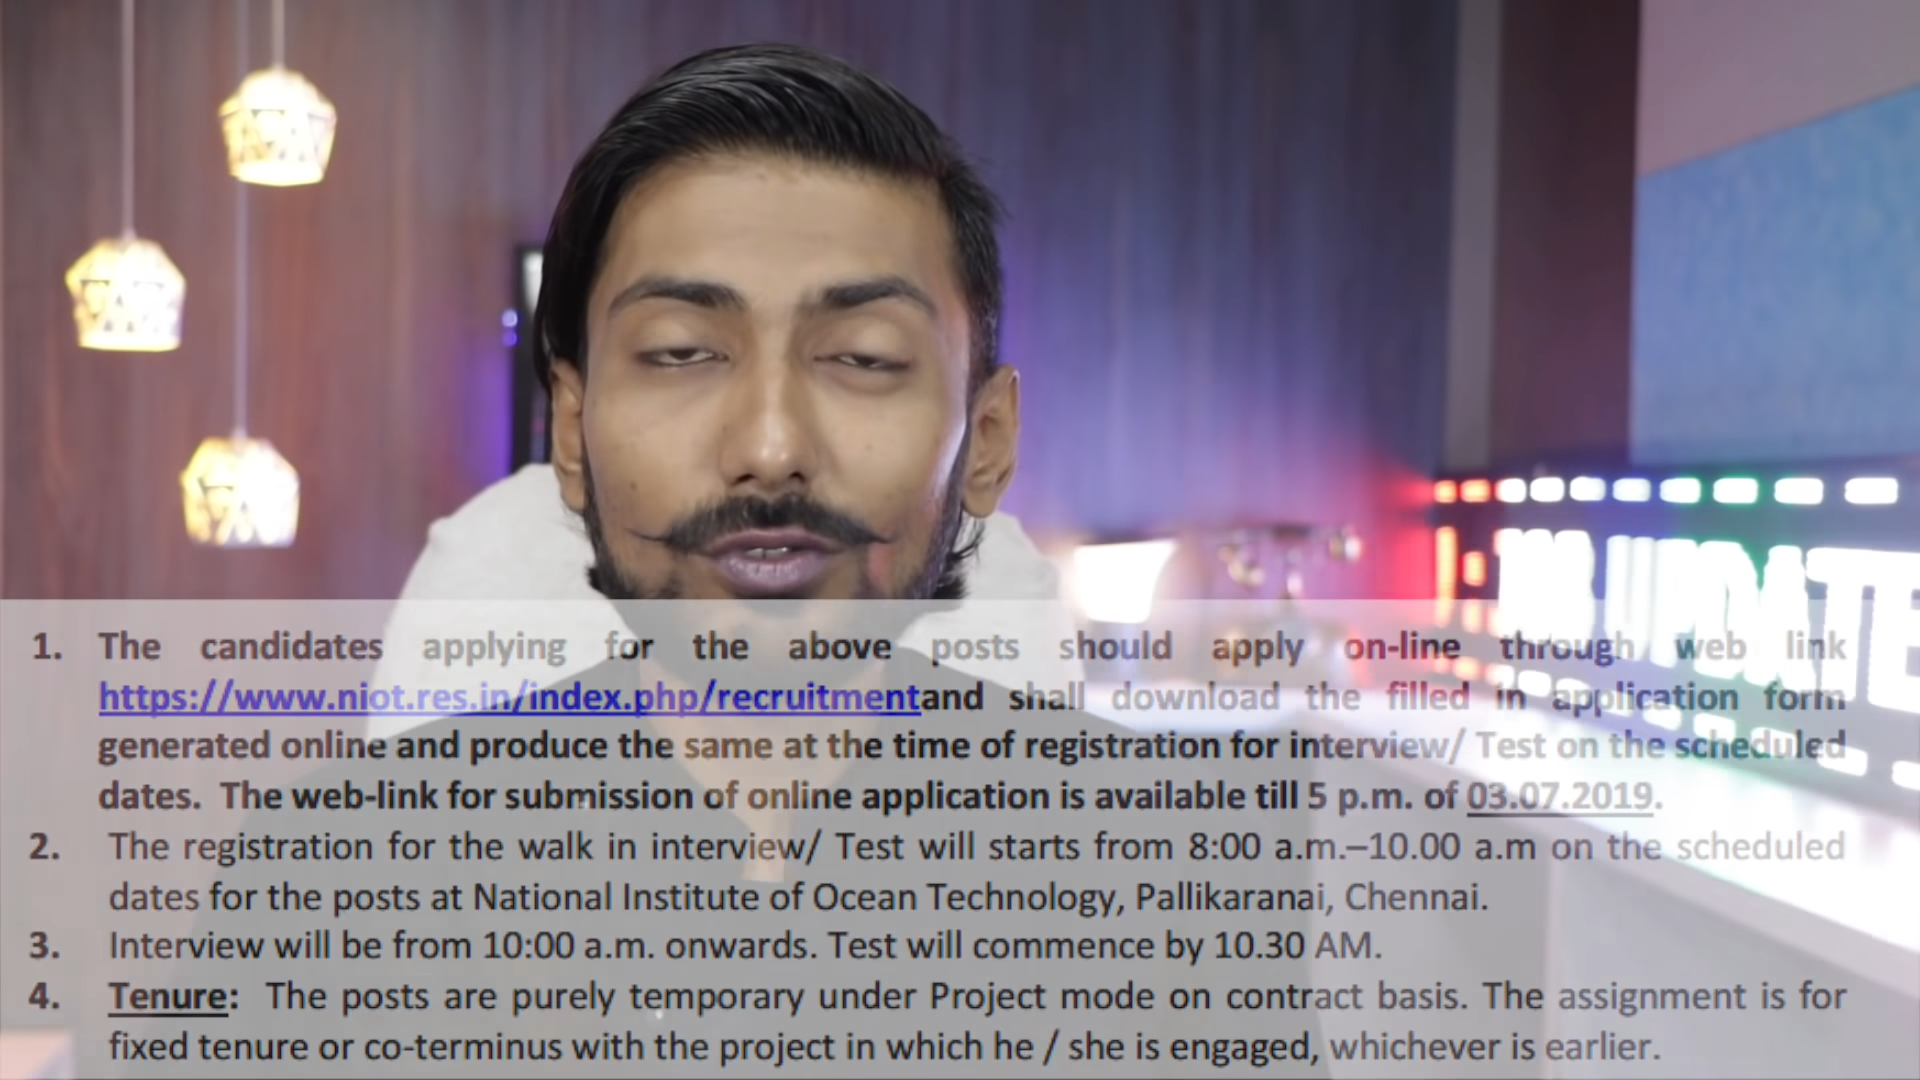 UPDATE
1. The candidates applying for the above posts should apply on-line through web link
https://www.niot.res.in/index.php/recruitmentand shall download the filled in application form
generated online and produce the same at the time of registration for interview/ Test on the scheduled
dates. The web-link for submission of online application is available till 5 p.m. of 03.07.2019.
2. The registration for the walk in interview/ Test will starts from 8:00 a.m.–10.00 a.m on the scheduled
dates for the posts at National Institute of Ocean Technology, Pallikaranai, Chennai.
3. Interview will be from 10:00 a.m. onwards. Test will commence by 10.30 AM.
4. Tenure: The posts are purely temporary under Project mode on contract basis. The assignment is for
fixed tenure or co-terminus with the project in which he / she is engaged, whichever is earlier.